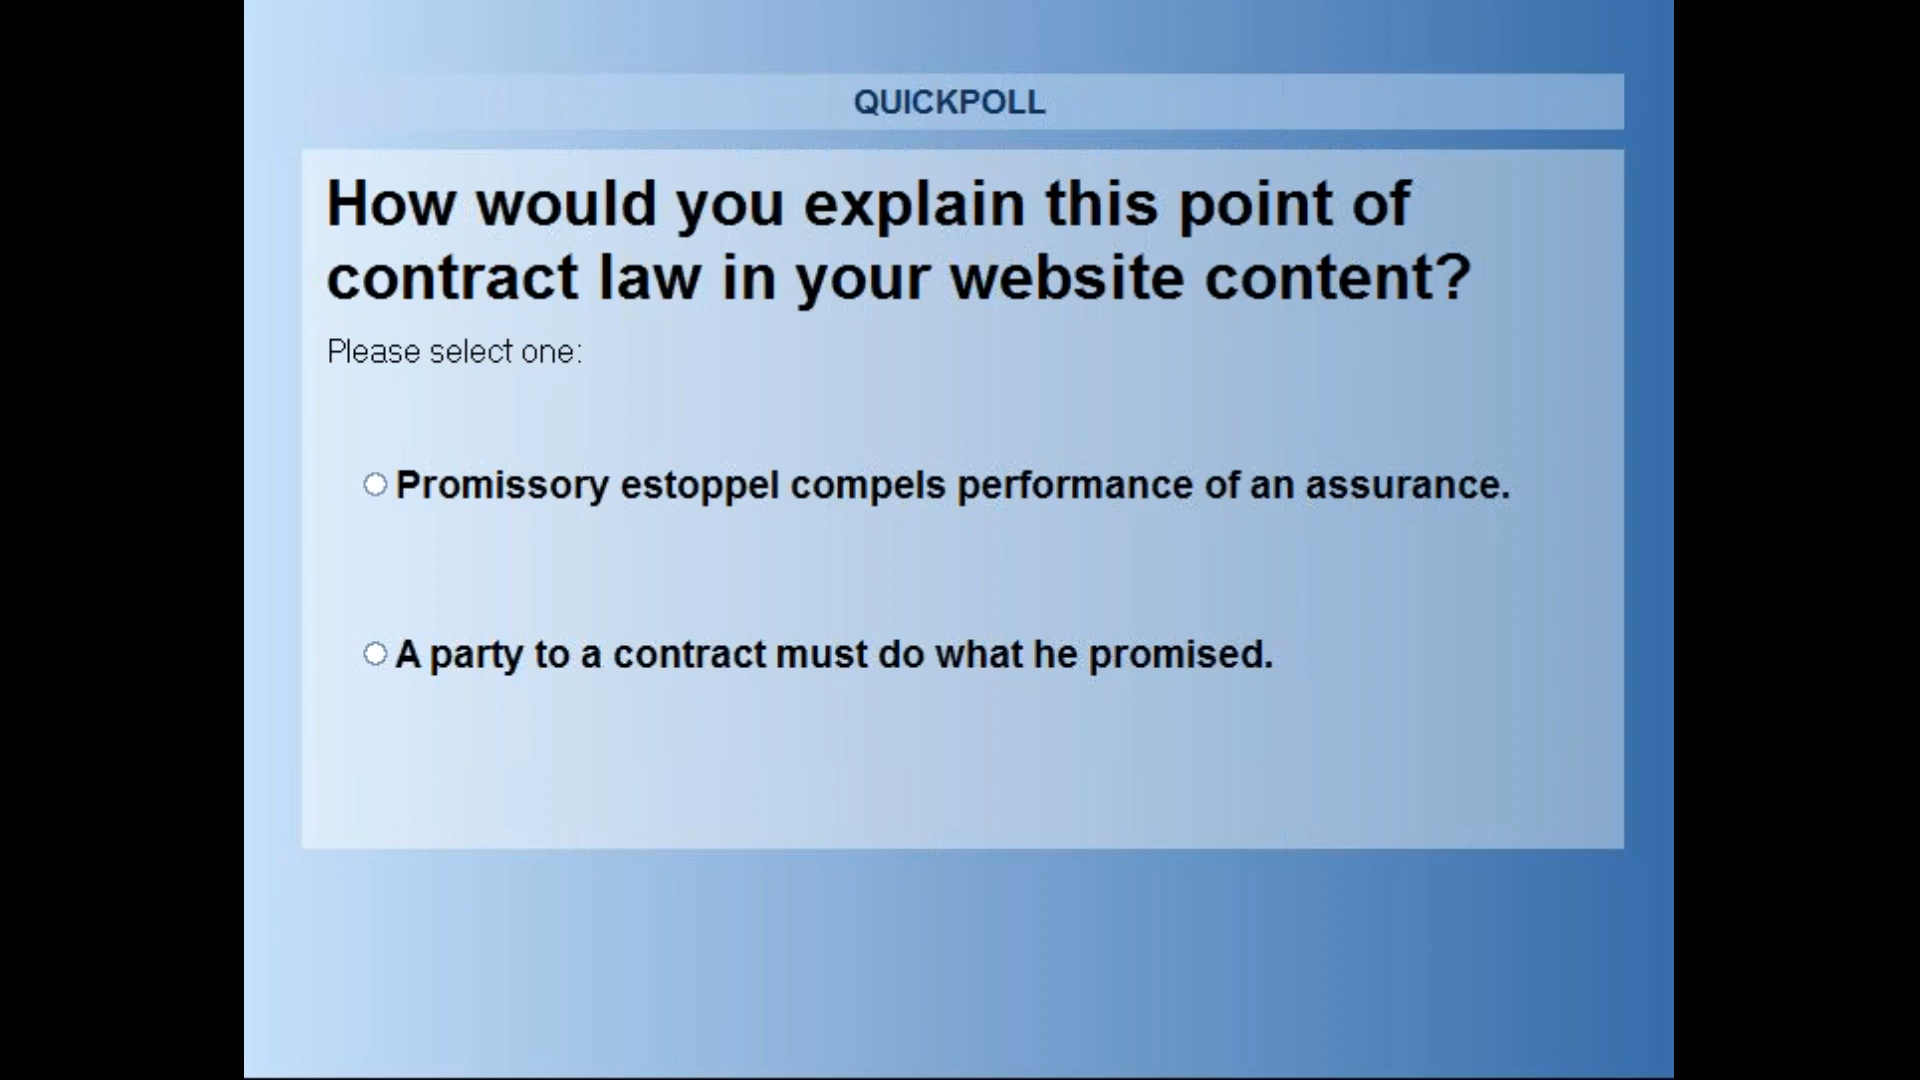 QUICKPOLL
How would you explain this point of
contract law in your website content?
Please select one:
Promissory estoppel compels performance of an assurance.
A party to a contract must do what he promised.